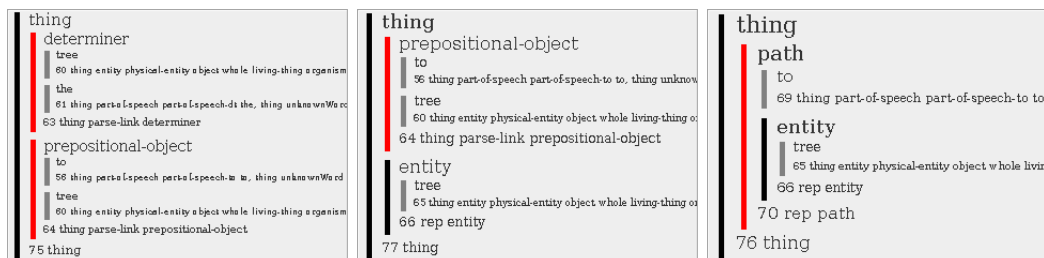 thing
determiner
tree
60 thing entity physical-entity object whole living-thing organism
the
61 thing part-of-speech part-of-speech-dt the, thing unknownWord
63 thing parse-link determiner
prepositional-object
to
56 thing part-of-speech part-of-speech-to to, thing unknownWord
tree
60 thing entity physical-entity object whole living-thing organism
64 thing parse-link prepositional-object
75 thing
thing
prepositional-object
to
56 thing part-of-speech part-of-speech-to to, thing unknow
tree
60 thing entity physical-entity object whole living-thing
64 thing parse-link prepositional-object
entity
tree
65 thing entity physical-entity object whole living-thing
66 rep entity
77 thing
thing
path
to
69 thing part-of-speech part-of-speech-to to
entity
tree
65 thing entity physical-entity object whole
66 rep entity
70 rep path
76 thing